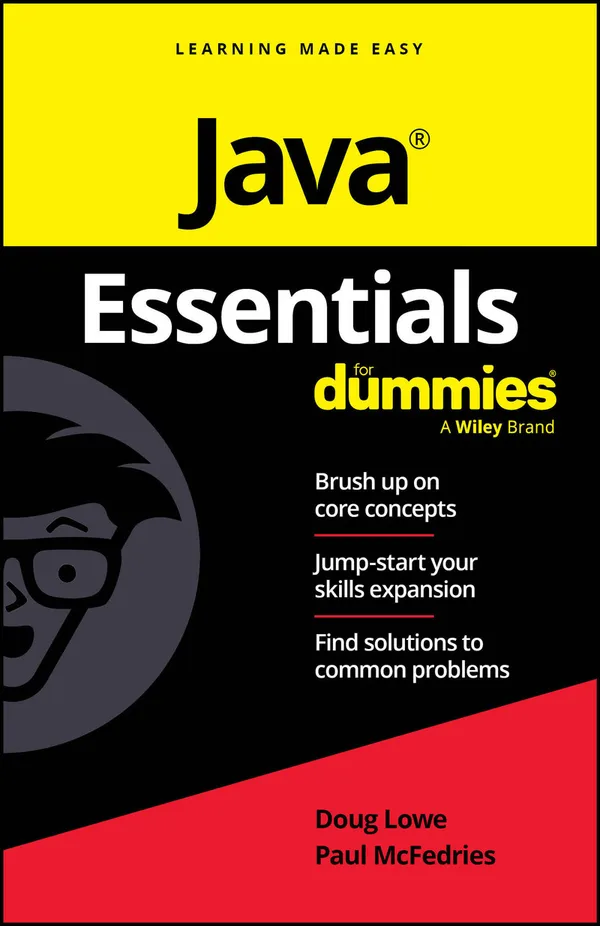 LEARNING MADE EASY
Java®
Essentials
for
dummies®
A Wiley Brand
Brush up on
core concepts
Jump-start your
skills expansion
Find solutions to
common problems
Doug Lowe
Paul McFedries